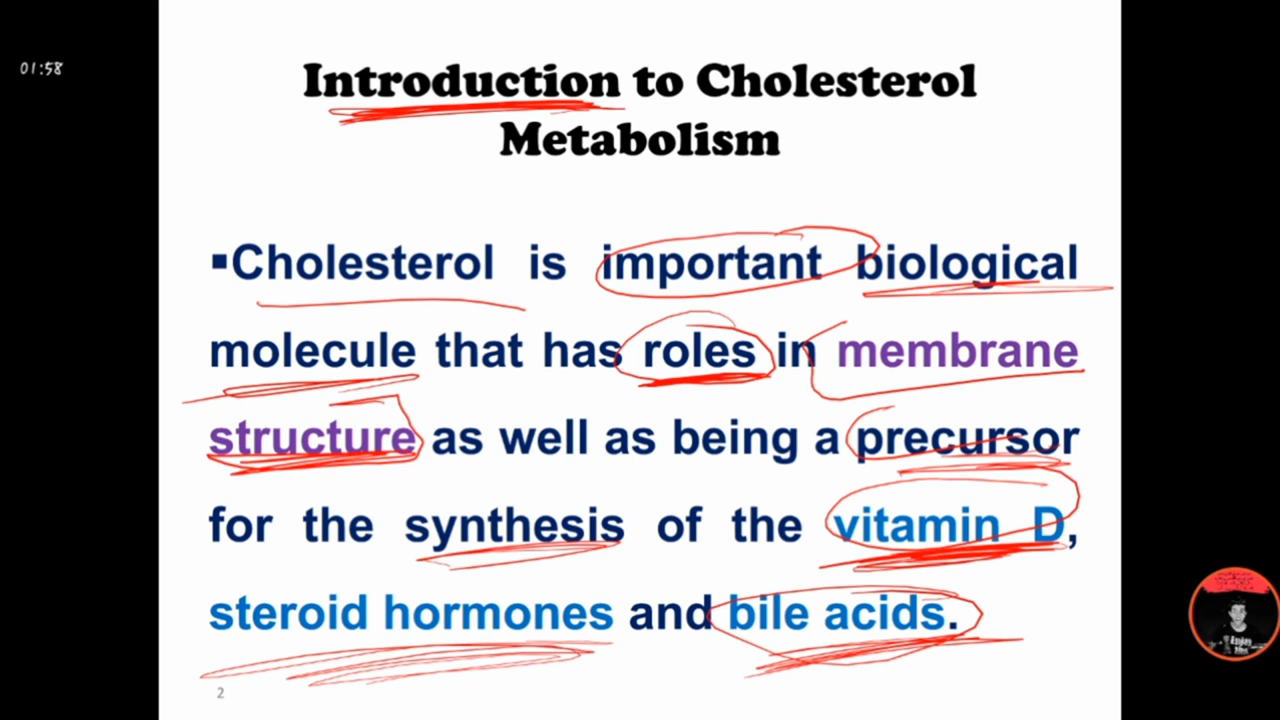 01:58
Introduction to Cholesterol
Metabolism
▪Cholesterol is important biological
molecule that has roles in membrane
structure as well as being a precursor
for the synthesis of the vitamin D,
steroid hormones and bile acids.
2